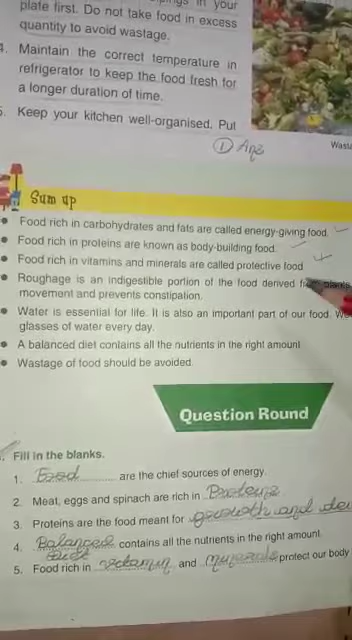 plate first. Do not take food in excess
quantity to avoid wastage.
4. Maintain the correct temperature in
refrigerator to keep the food fresh for
a longer duration of time.
5. Keep your kitchen well-organised. Put
① Ans
Wast
Sum up
• Food rich in carbohydrates and fats are called energy-giving food.
• Food rich in proteins are known as body-building food.
• Food rich in vitamins and minerals are called protective food
• Roughage is an indigestible portion of the food derived from plants
movement and prevents constipation.
• Water is essential for life. It is also an important part of our food. We
glasses of water every day.
• A balanced diet contains all the nutrients in the right amount
• Wastage of food should be avoided.
Question Round
Fill in the blanks.
1. Food are the chief sources of energy.
2. Meat, eggs and spinach are rich in Proteins
3. Proteins are the food meant for growth and
4. Balanced diet contains all the nutrients in the right amount.
5. Food rich in vitamin and minerals protect our body